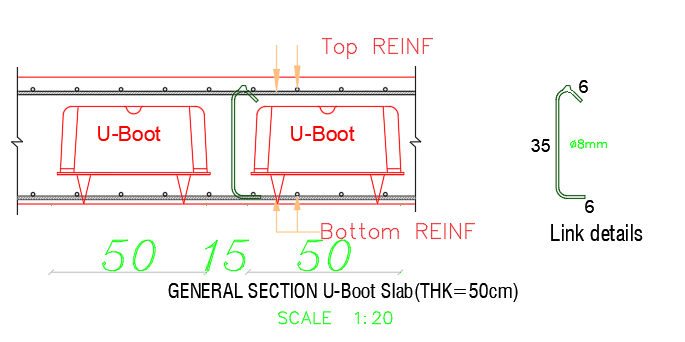 Top REINF
6
U-Boot U-Boot
35 ø8mm
6
Bottom REINF Link details
50 15 50
GENERAL SECTION U-Boot Slab(THK=50cm)
SCALE 1:20